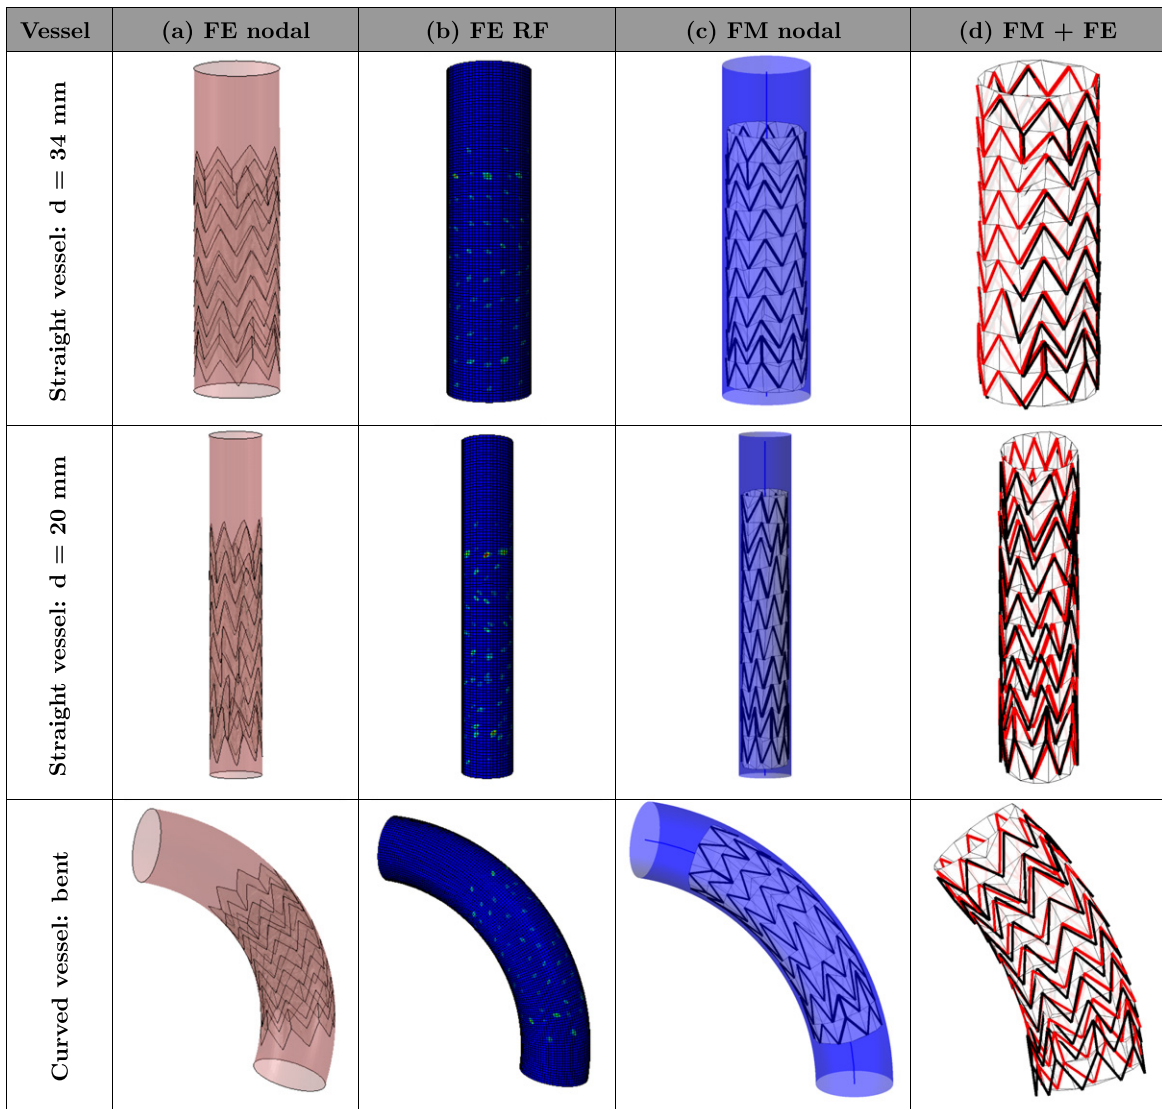 Vessel
(a) FE nodal
(b) FE RF
(c) FM nodal
(d) FM + FE
Straight vessel: d = 34 mm
Straight vessel: d = 20 mm
Curved vessel: bent